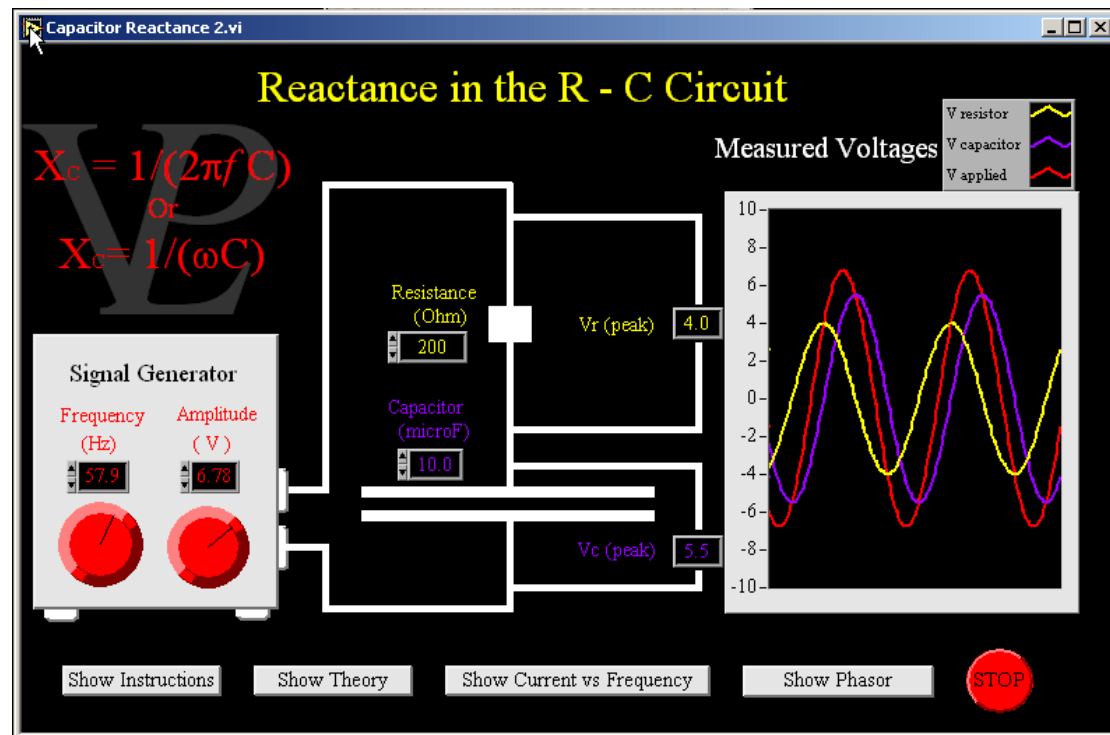 Capacitor Reactance 2.vi
Reactance in the R - C Circuit
VPL
X_C = 1/(2πf C)
Or
X_C = 1/(ωC)
Signal Generator
Frequency
(Hz)
57.9
Amplitude
( V )
6.78
Resistance
(Ohm)
200
Capacitor
(microF)
10.0
Vr (peak) 4.0
Vc (peak) 5.5
Measured Voltages
V resistor
V capacitor
V applied
10
8
6
4
2
0
-2
-4
-6
-8
-10
Show Instructions
Show Theory
Show Current vs Frequency
Show Phasor
STOP